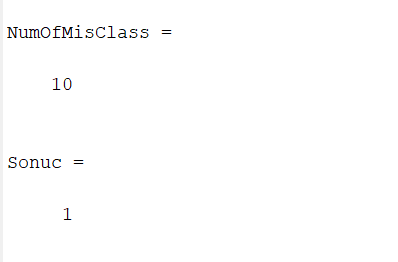 NumOfMisClass =
10
Sonuc =
1